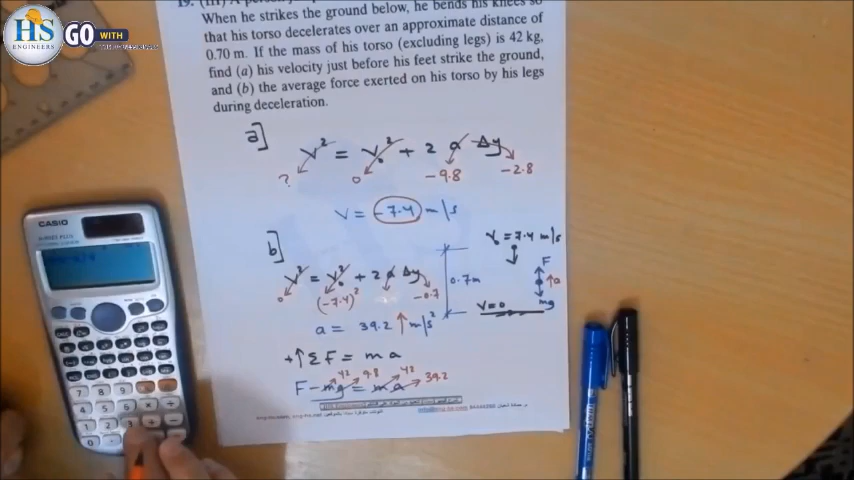 HS
ENGINEERS
GO WITH
19. (III) A person
When he strikes the ground below, he bends his knees so
that his torso decelerates over an approximate distance of
0.70 m. If the mass of his torso (excluding legs) is 42 kg,
find (a) his velocity just before his feet strike the ground,
and (b) the average force exerted on his torso by his legs
during deceleration.
a]
v² = v₀² + 2 a Δy
? 0 -9.8 -2.8
v = -7.4 m/s
b]
v₀ = 7.4 m/s
v² = v₀² + 2 a Δy
0 (-7.4)² -0.7
0.7m
F
a
mg
v=0
a = 39.2 ↑ m/s²
+↑ΣF = m a
F - mg = m a
42 9.8 42 39.2
CASIO